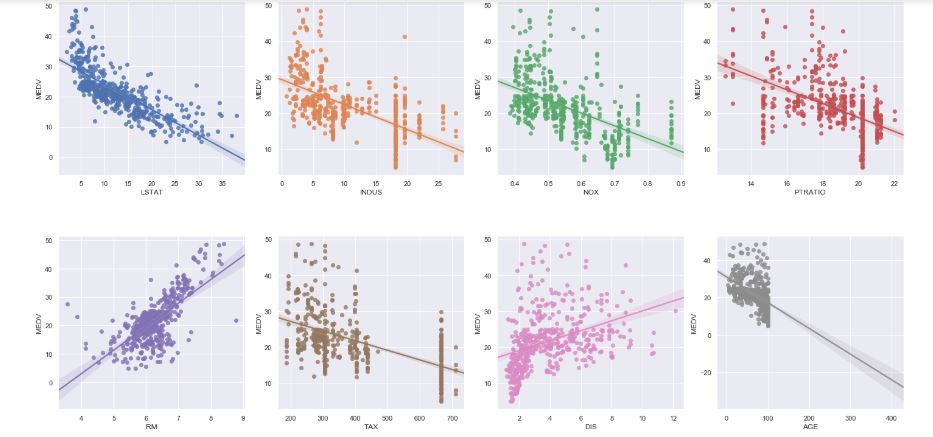 50 50 50 50
40 40 40 40
30 30 30 30
20 20 20 20
10 10 10 10
0
MEDV MEDV MEDV MEDV
5 10 15 20 25 30 35 0 5 10 15 20 25 0.4 0.5 0.6 0.7 0.8 0.9 14 16 18 20 22
LSTAT INDUS NOX PTRATIO
50 50 50
40 40 40 40
30 30 30 20
20 20 20 0
10 10 10 −20
0
MEDV MEDV MEDV MEDV
4 5 6 7 8 9 200 300 400 500 600 700 2 4 6 8 10 12 0 100 200 300 400
RM TAX DIS AGE